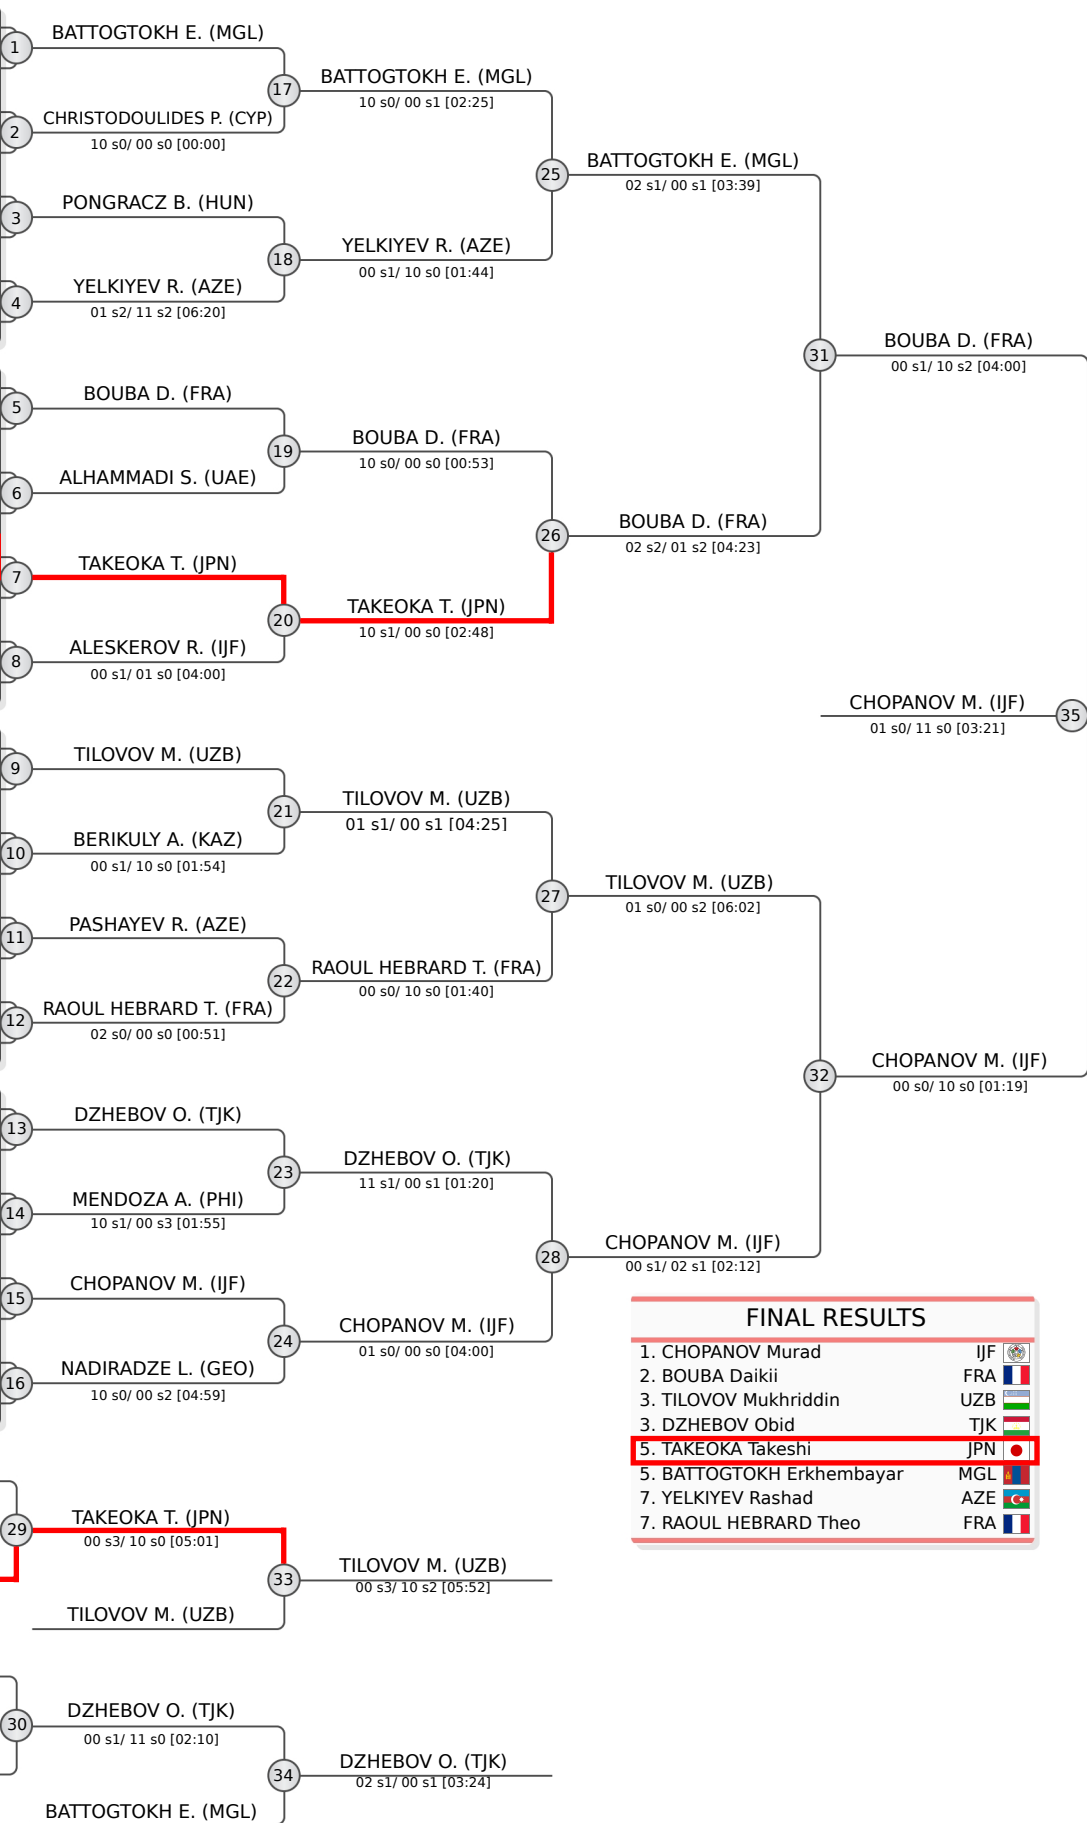 BATTOGTOKH E. (MGL)
1
17
BATTOGTOKH E. (MGL)
10 s0/ 00 s1 [02:25]
CHRISTODOULIDES P. (CYP)
2
10 s0/ 00 s0 [00:00]
25
BATTOGTOKH E. (MGL)
02 s1/ 00 s1 [03:39]
PONGRACZ B. (HUN)
3
18
YELKIYEV R. (AZE)
00 s1/ 10 s0 [01:44]
YELKIYEV R. (AZE)
4
01 s2/ 11 s2 [06:20]
31
BOUBA D. (FRA)
00 s1/ 10 s2 [04:00]
BOUBA D. (FRA)
5
19
BOUBA D. (FRA)
10 s0/ 00 s0 [00:53]
ALHAMMADI S. (UAE)
6
26
BOUBA D. (FRA)
02 s2/ 01 s2 [04:23]
TAKEOKA T. (JPN)
7
20
TAKEOKA T. (JPN)
10 s1/ 00 s0 [02:48]
ALESKEROV R. (IJF)
8
00 s1/ 01 s0 [04:00]
CHOPANOV M. (IJF)
35
01 s0/ 11 s0 [03:21]
TILOVOV M. (UZB)
9
21
TILOVOV M. (UZB)
01 s1/ 00 s1 [04:25]
BERIKULY A. (KAZ)
10
00 s1/ 10 s0 [01:54]
27
TILOVOV M. (UZB)
01 s0/ 00 s2 [06:02]
PASHAYEV R. (AZE)
11
22
RAOUL HEBRARD T. (FRA)
00 s0/ 10 s0 [01:40]
RAOUL HEBRARD T. (FRA)
12
02 s0/ 00 s0 [00:51]
32
CHOPANOV M. (IJF)
00 s0/ 10 s0 [01:19]
DZHEBOV O. (TJK)
13
23
DZHEBOV O. (TJK)
11 s1/ 00 s1 [01:20]
MENDOZA A. (PHI)
14
10 s1/ 00 s3 [01:55]
28
CHOPANOV M. (IJF)
00 s1/ 02 s1 [02:12]
CHOPANOV M. (IJF)
15
24
CHOPANOV M. (IJF)
01 s0/ 00 s0 [04:00]
NADIRADZE L. (GEO)
16
10 s0/ 00 s2 [04:59]
FINAL RESULTS
1. CHOPANOV Murad IJF
2. BOUBA Daikii FRA
3. TILOVOV Mukhriddin UZB
3. DZHEBOV Obid TJK
5. TAKEOKA Takeshi JPN
5. BATTOGTOKH Erkhembayar MGL
7. YELKIYEV Rashad AZE
7. RAOUL HEBRARD Theo FRA
TAKEOKA T. (JPN)
29
00 s3/ 10 s0 [05:01]
33
TILOVOV M. (UZB)
00 s3/ 10 s2 [05:52]
TILOVOV M. (UZB)
DZHEBOV O. (TJK)
30
00 s1/ 11 s0 [02:10]
34
DZHEBOV O. (TJK)
02 s1/ 00 s1 [03:24]
BATTOGTOKH E. (MGL)